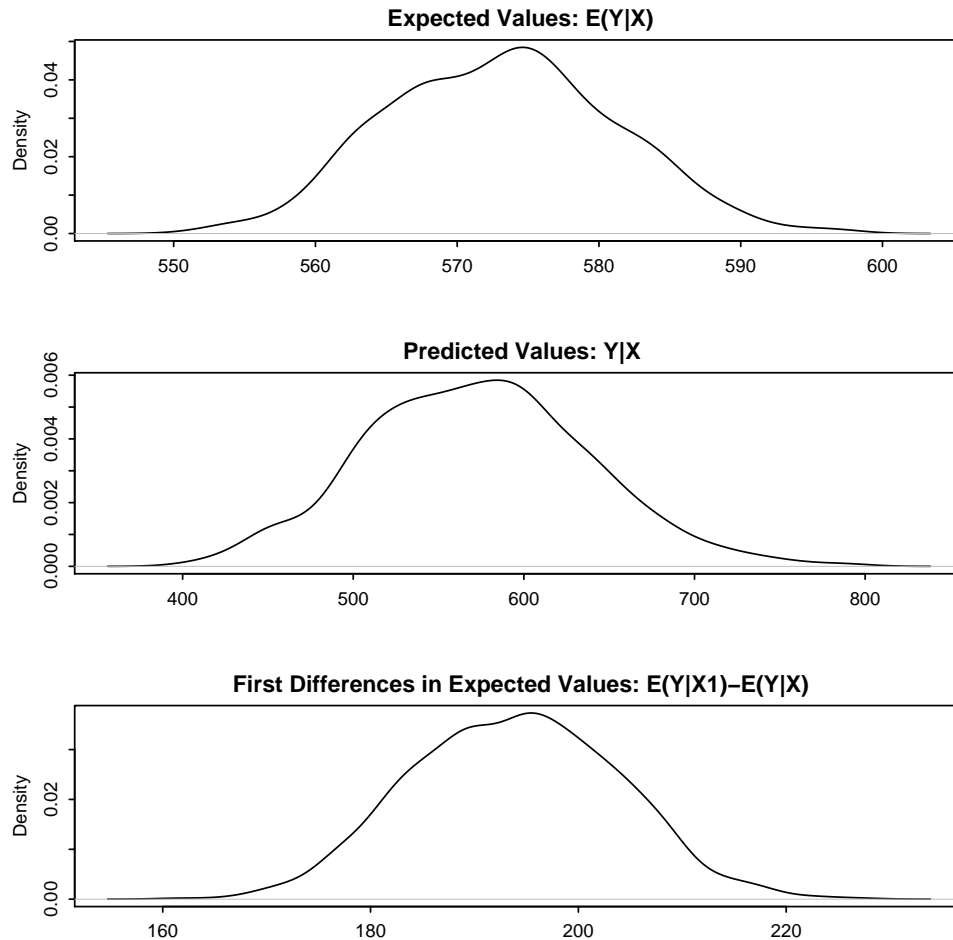 Expected Values: E(Y|X)
Density
0.00
0.02
0.04
550 560 570 580 590 600
Predicted Values: Y|X
Density
0.000
0.002
0.004
0.006
400 500 600 700 800
First Differences in Expected Values: E(Y|X1)−E(Y|X)
Density
0.00
0.02
160 180 200 220